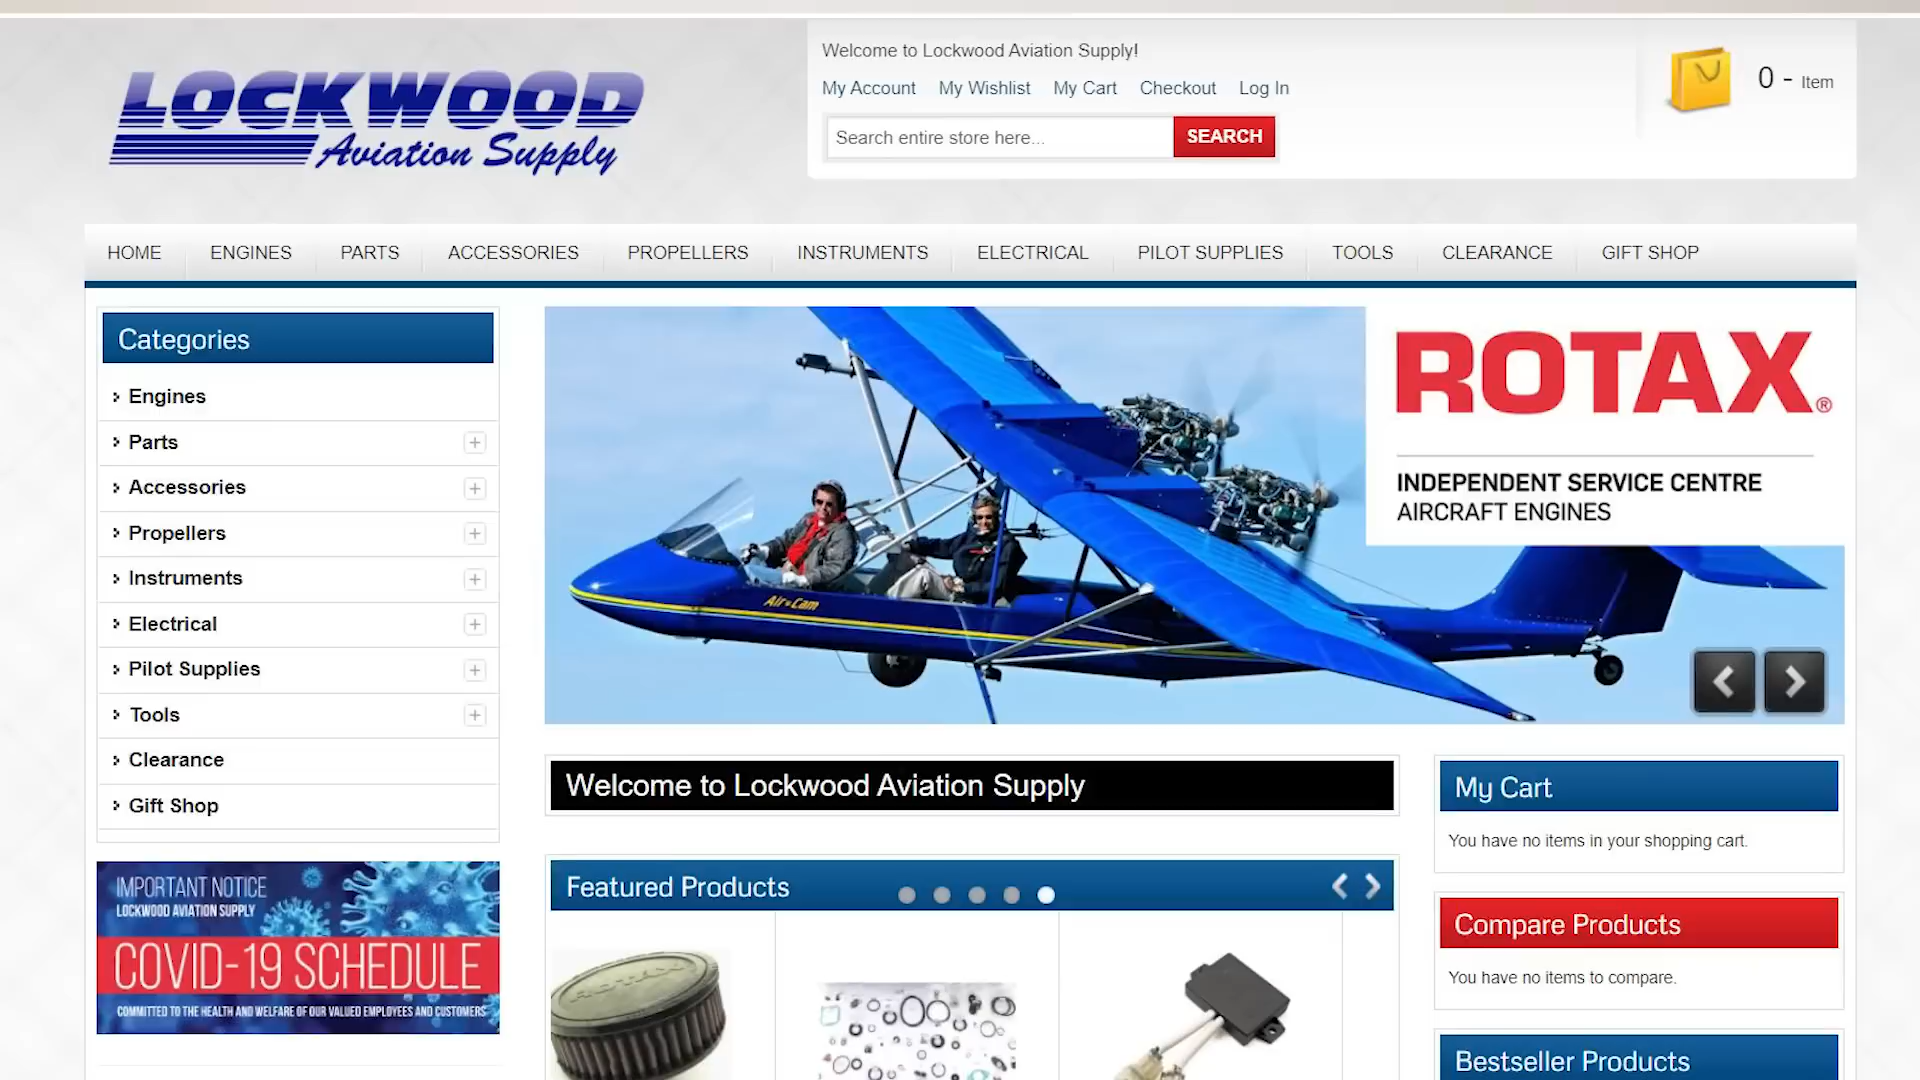 LOCKWOOD
Aviation Supply
Welcome to Lockwood Aviation Supply!
My Account My Wishlist My Cart Checkout Log In
Search entire store here...
SEARCH
0 - Item
HOME ENGINES PARTS ACCESSORIES PROPELLERS INSTRUMENTS ELECTRICAL PILOT SUPPLIES TOOLS CLEARANCE GIFT SHOP
Categories
Engines
Parts
Accessories
Propellers
Instruments
Electrical
Pilot Supplies
Tools
Clearance
Gift Shop
IMPORTANT NOTICE
LOCKWOOD AVIATION SUPPLY
COVID-19 SCHEDULE
COMMITTED TO THE HEALTH AND WELFARE OF OUR VALUED EMPLOYEES AND CUSTOMERS
Air-Cam
ROTAX®
INDEPENDENT SERVICE CENTRE
AIRCRAFT ENGINES
Welcome to Lockwood Aviation Supply
Featured Products
ROTAX
My Cart
You have no items in your shopping cart.
Compare Products
You have no items to compare.
Bestseller Products